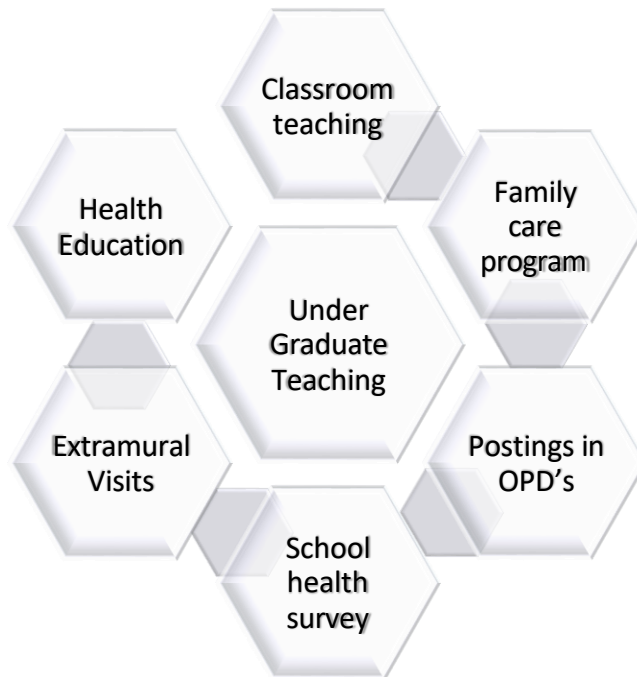 Classroom
teaching
Family
care
program
Health
Education
Under
Graduate
Teaching
Postings in
OPD's
Extramural
Visits
School
health
survey